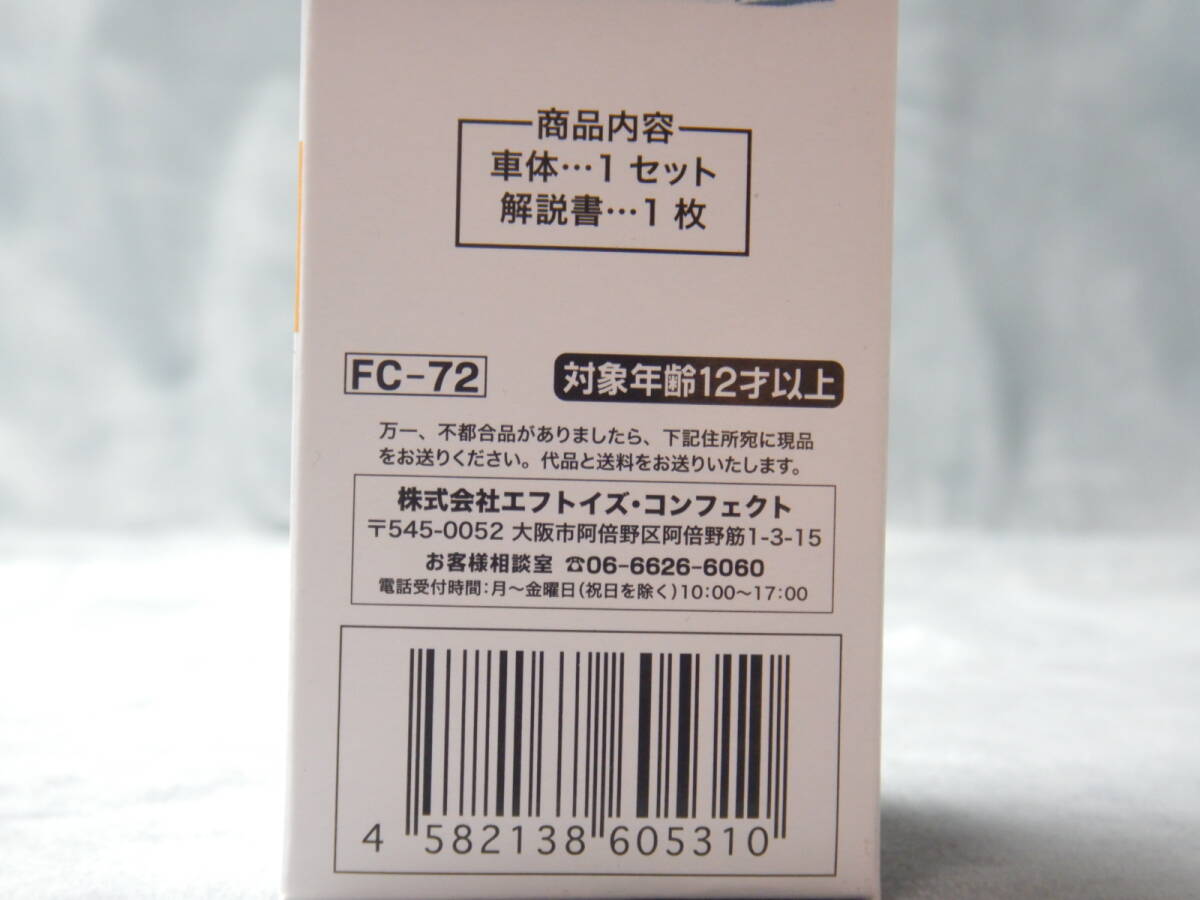 商品内容
車体…1 セット
解説書…1 枚
FC-72
対象年齢12才以上
万一、不都合品がありましたら、下記住所宛に現品
をお送りください。代品と送料をお送りいたします。
株式会社エフトイズ・コンフェクト
〒545-0052 大阪市阿倍野区阿倍野筋1-3-15
お客様相談室 ☎06-6626-6060
電話受付時間：月～金曜日（祝日を除く）10:00～17:00
4 582138 605310